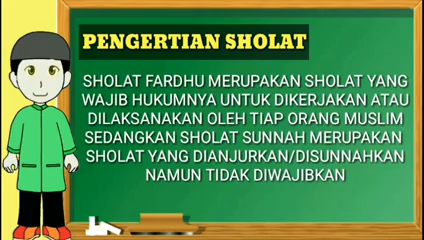 PENGERTIAN SHOLAT
SHOLAT FARDHU MERUPAKAN SHOLAT YANG
WAJIB HUKUMNYA UNTUK DIKERJAKAN ATAU
DILAKSANAKAN OLEH TIAP ORANG MUSLIM
SEDANGKAN SHOLAT SUNNAH MERUPAKAN
SHOLAT YANG DIANJURKAN/DISUNNAHKAN
NAMUN TIDAK DIWAJIBKAN